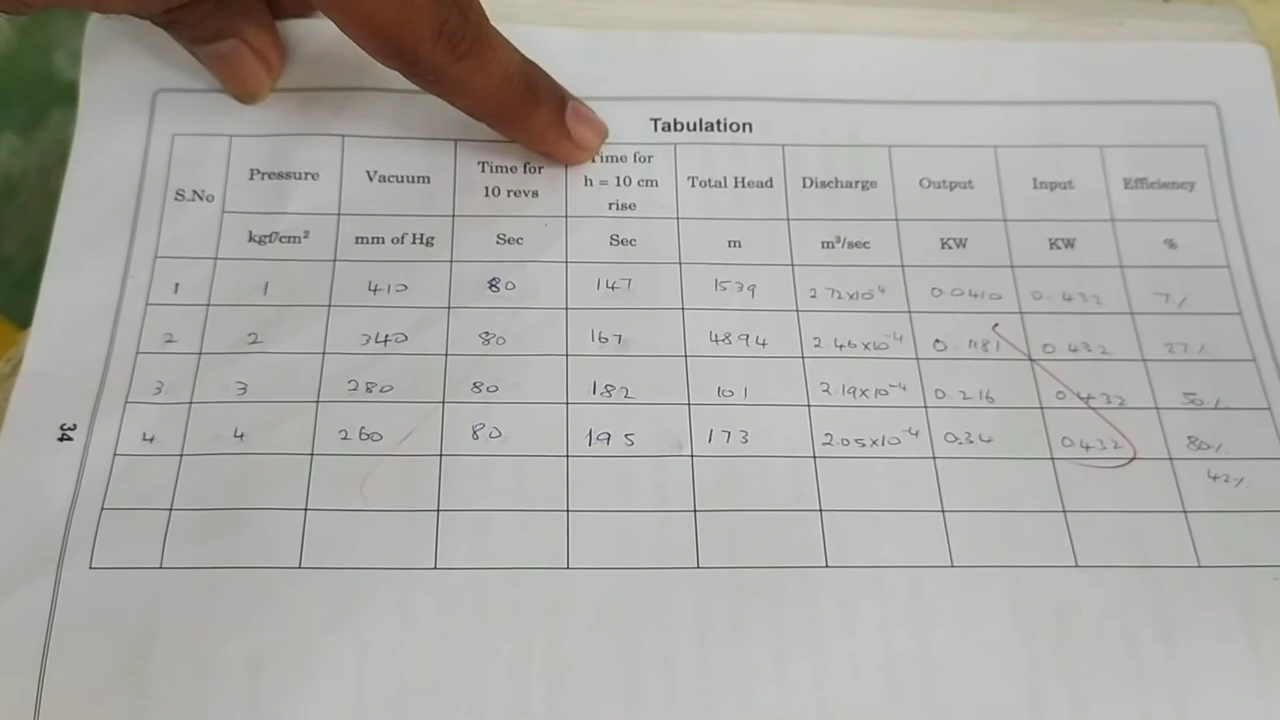 Tabulation
S.No Pressure Vacuum Time for 10 revs Time for h = 10 cm rise Total Head Discharge Output Input Efficiency
kgf/cm² mm of Hg Sec Sec m m³/sec KW KW %
1 1 410 80 147 15.39 2.72x10⁻⁴ 0.0410 0.432 7%
2 2 340 80 167 48.94 2.46x10⁻⁴ 0.1181 0.432 27%
3 3 280 80 182 101 2.19x10⁻⁴ 0.216 0.432 50%
4 4 260 80 195 173 2.05x10⁻⁴ 0.34 0.432 80%
42%
34